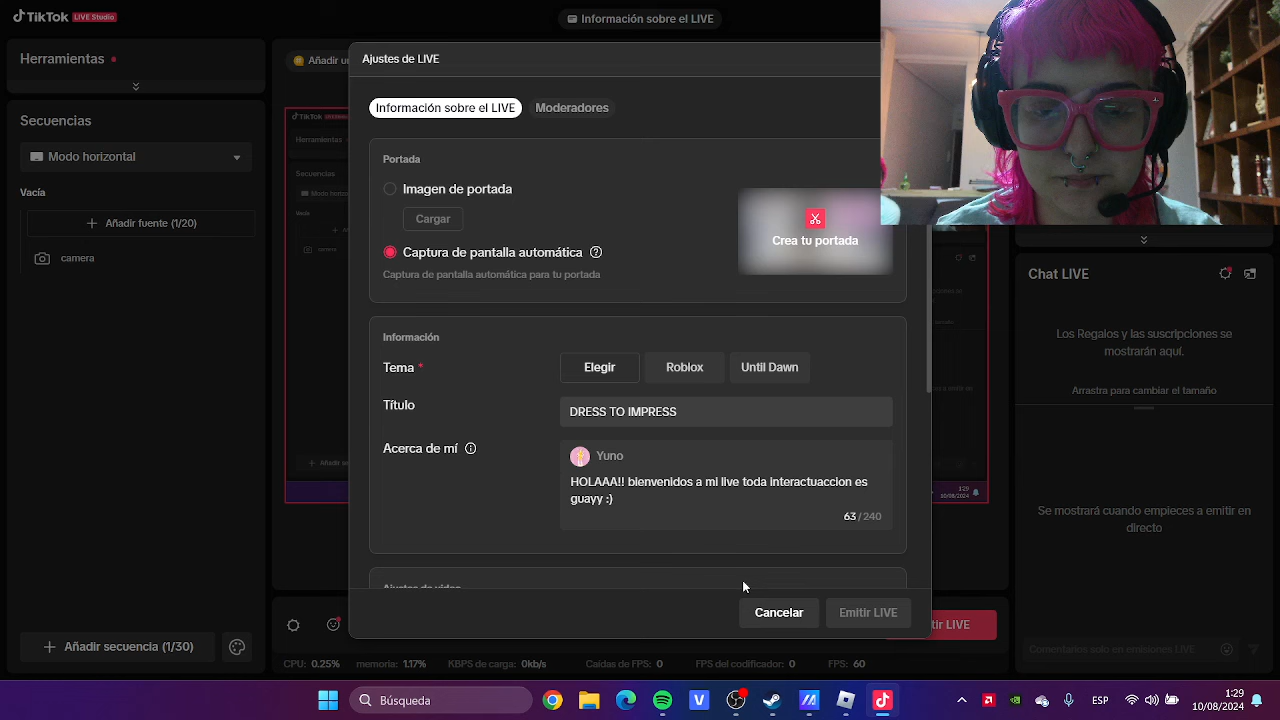 TikTok LIVE Studio
Información sobre el LIVE
Herramientas
Añadir un
Ajustes de LIVE
Información sobre el LIVE
Moderadores
Secuencias
Modo horizontal
Vacía
Añadir fuente (1/20)
camera
Portada
Imagen de portada
Cargar
Captura de pantalla automática
Captura de pantalla automática para tu portada
Crea tu portada
Información
Tema *
Elegir
Roblox
Until Dawn
Título
DRESS TO IMPRESS
Acerca de mí
Yuno
HOLAAA!! bienvenidos a mi live toda interactuaccion es
guayy :)
63 / 240
Ajustes de video
Cancelar
Emitir LIVE
tir LIVE
Chat LIVE
Los Regalos y las suscripciones se
mostrarán aquí.
Arrastra para cambiar el tamaño
Se mostrará cuando empieces a emitir en
directo
Comentarios solo en emisiones LIVE
Añadir secuencia (1/30)
CPU: 0.25%
memoria: 1.17%
KBPS de carga: 0kb/s
Caídas de FPS: 0
FPS del codificador: 0
FPS: 60
Búsqueda
ESP
1:29
10/08/2024